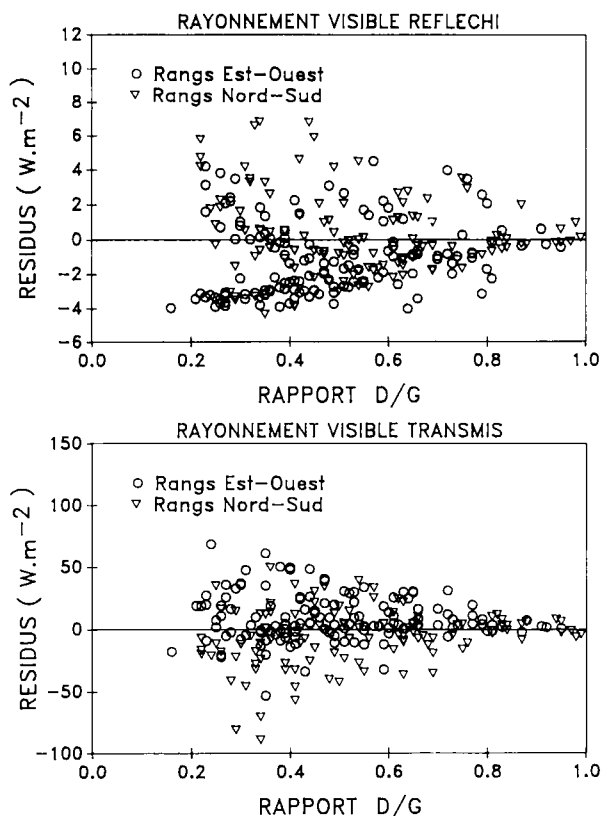 RAYONNEMENT VISIBLE REFLECHI
12
10
8
6
4
2
0
−2
−4
−6
RESIDUS ( W.m−2 )
○ Rangs Est−Ouest
▽ Rangs Nord−Sud
0.0 0.2 0.4 0.6 0.8 1.0
RAPPORT D/G
RAYONNEMENT VISIBLE TRANSMIS
150
100
50
0
−50
−100
RESIDUS ( W.m−2 )
○ Rangs Est−Ouest
▽ Rangs Nord−Sud
0.0 0.2 0.4 0.6 0.8 1.0
RAPPORT D/G